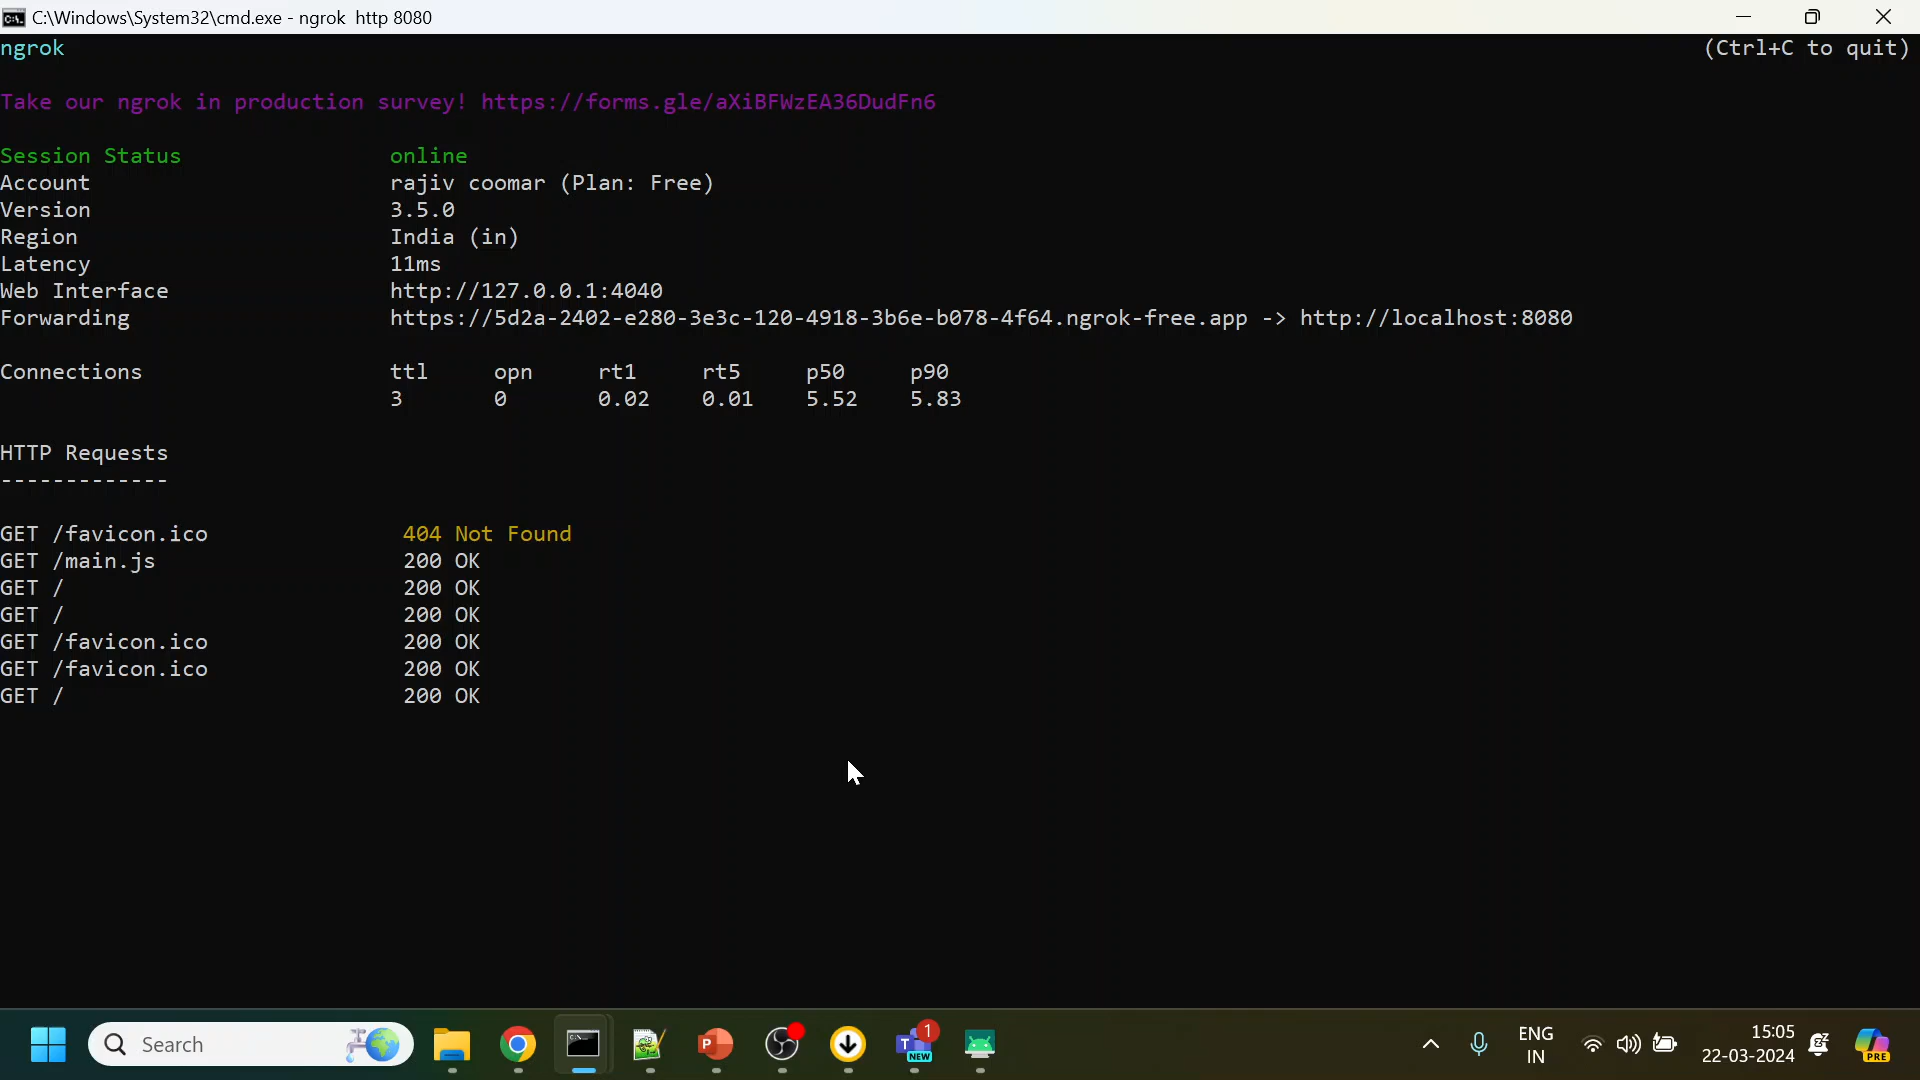 C:\Windows\System32\cmd.exe - ngrok  http 8080
ngrok (Ctrl+C to quit)
Take our ngrok in production survey! https://forms.gle/aXiBFWzEA36DudFn6
Session Status online
Account rajiv coomar (Plan: Free)
Version 3.5.0
Region India (in)
Latency 11ms
Web Interface http://127.0.0.1:4040
Forwarding https://5d2a-2402-e280-3e3c-120-4918-3b6e-b078-4f64.ngrok-free.app -> http://localhost:8080
Connections ttl opn rt1 rt5 p50 p90
3 0 0.02 0.01 5.52 5.83
HTTP Requests
-------------
GET /favicon.ico 404 Not Found
GET /main.js 200 OK
GET / 200 OK
GET / 200 OK
GET /favicon.ico 200 OK
GET /favicon.ico 200 OK
GET / 200 OK
Search
P
T
1
NEW
ENG
IN
15:05
22-03-2024
PRE